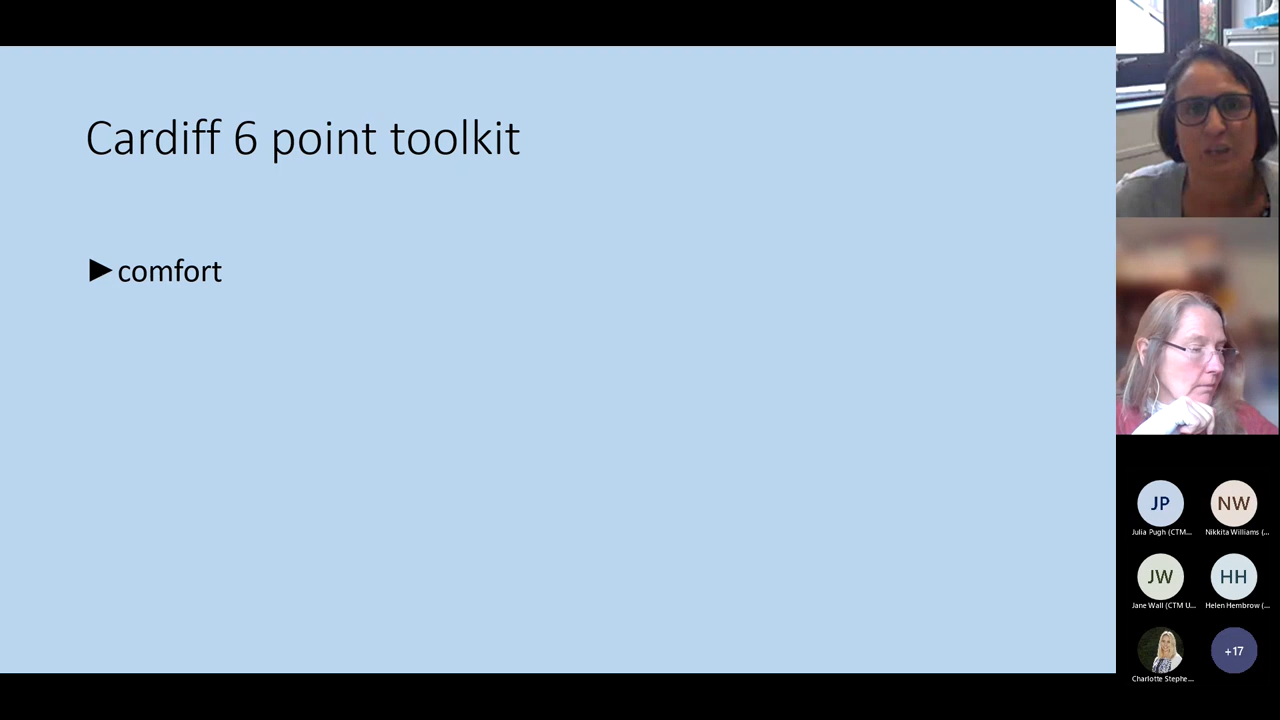 Cardiff 6 point toolkit
►comfort
JP
NW
Julia Pugh (CTM...
Nikkita Williams (...
JW
HH
Jane Wall (CTM U...
Helen Hembrow (...
+17
Charlotte Stephe...